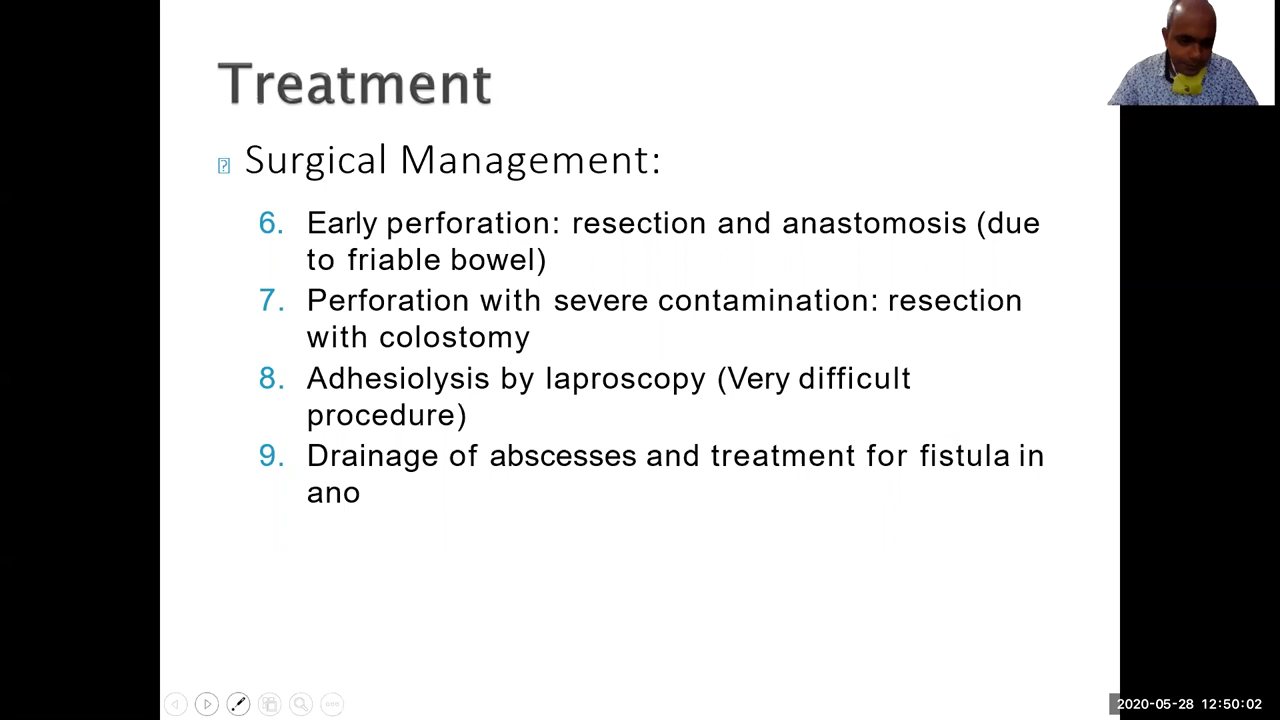 Treatment
Surgical Management:
6. Early perforation: resection and anastomosis (due
to friable bowel)
7. Perforation with severe contamination: resection
with colostomy
8. Adhesiolysis by laproscopy (Very difficult
procedure)
9. Drainage of abscesses and treatment for fistula in
ano
2020-05-28 12:50:02